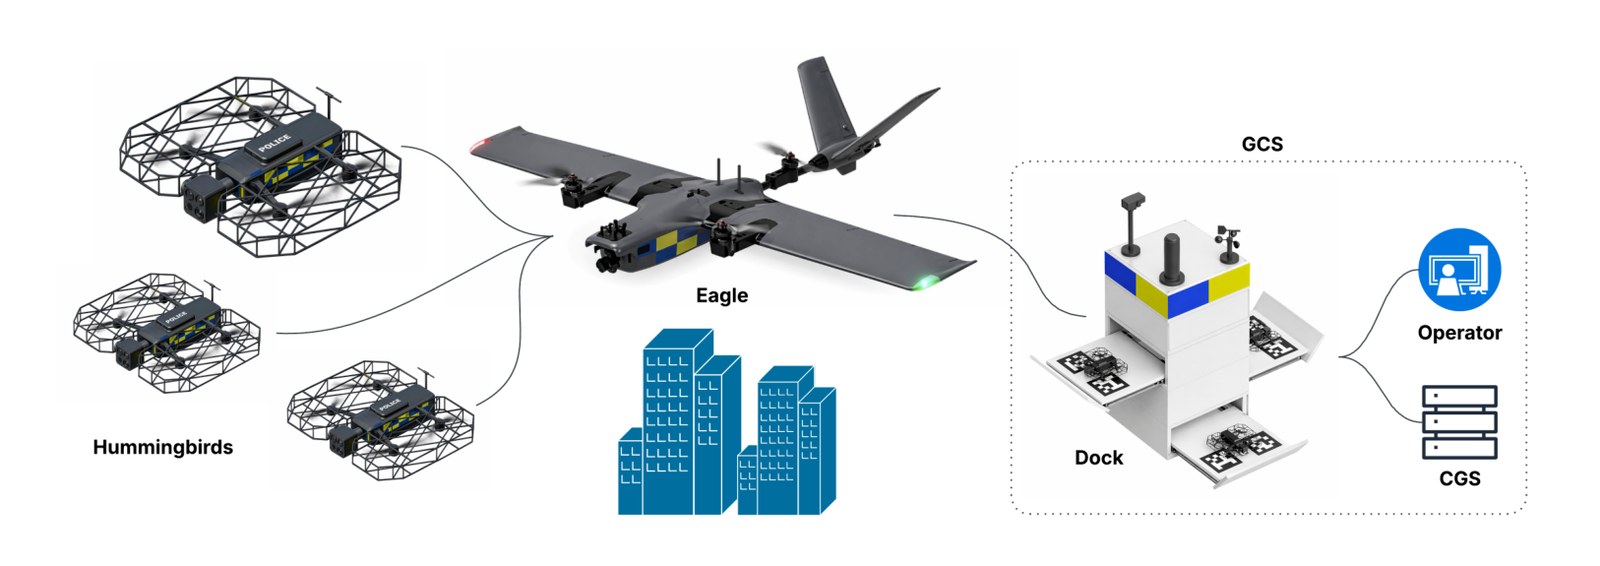 POLICE
POLICE
POLICE
Hummingbirds
Eagle
GCS
Dock
Operator
CGS